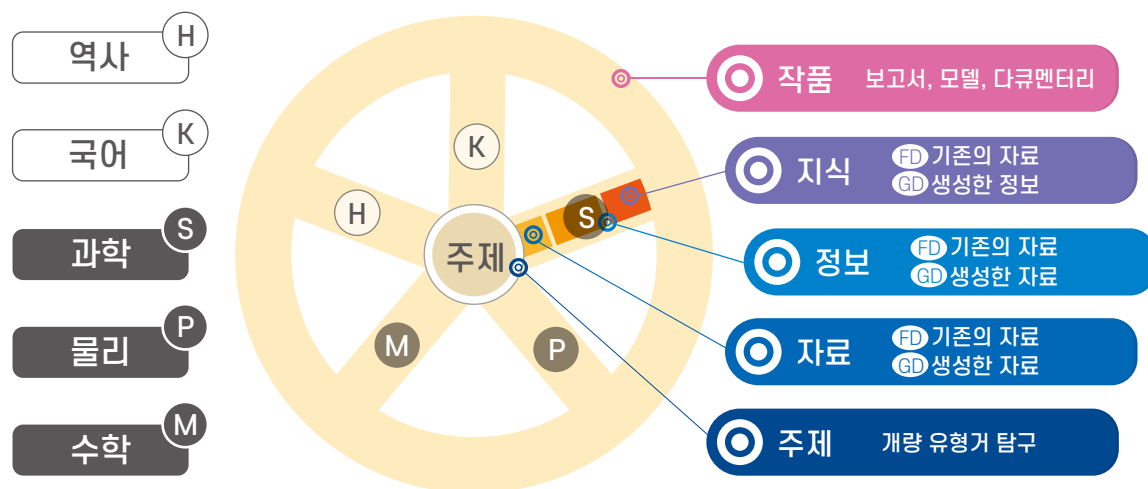 역사 H
국어 K
과학 S
물리 P
수학 M
K
H
S
주제
M
P
작품 보고서, 모델, 다큐멘터리
지식
FD 기존의 자료
GD 생성한 정보
정보
FD 기존의 자료
GD 생성한 자료
자료
FD 기존의 자료
GD 생성한 자료
주제 개량 유형거 탐구